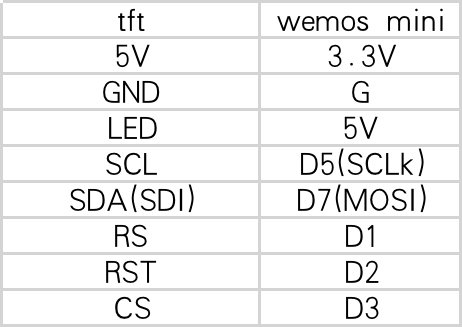 tft wemos mini
5V 3.3V
GND G
LED 5V
SCL D5(SCLk)
SDA(SDI) D7(MOSI)
RS D1
RST D2
CS D3